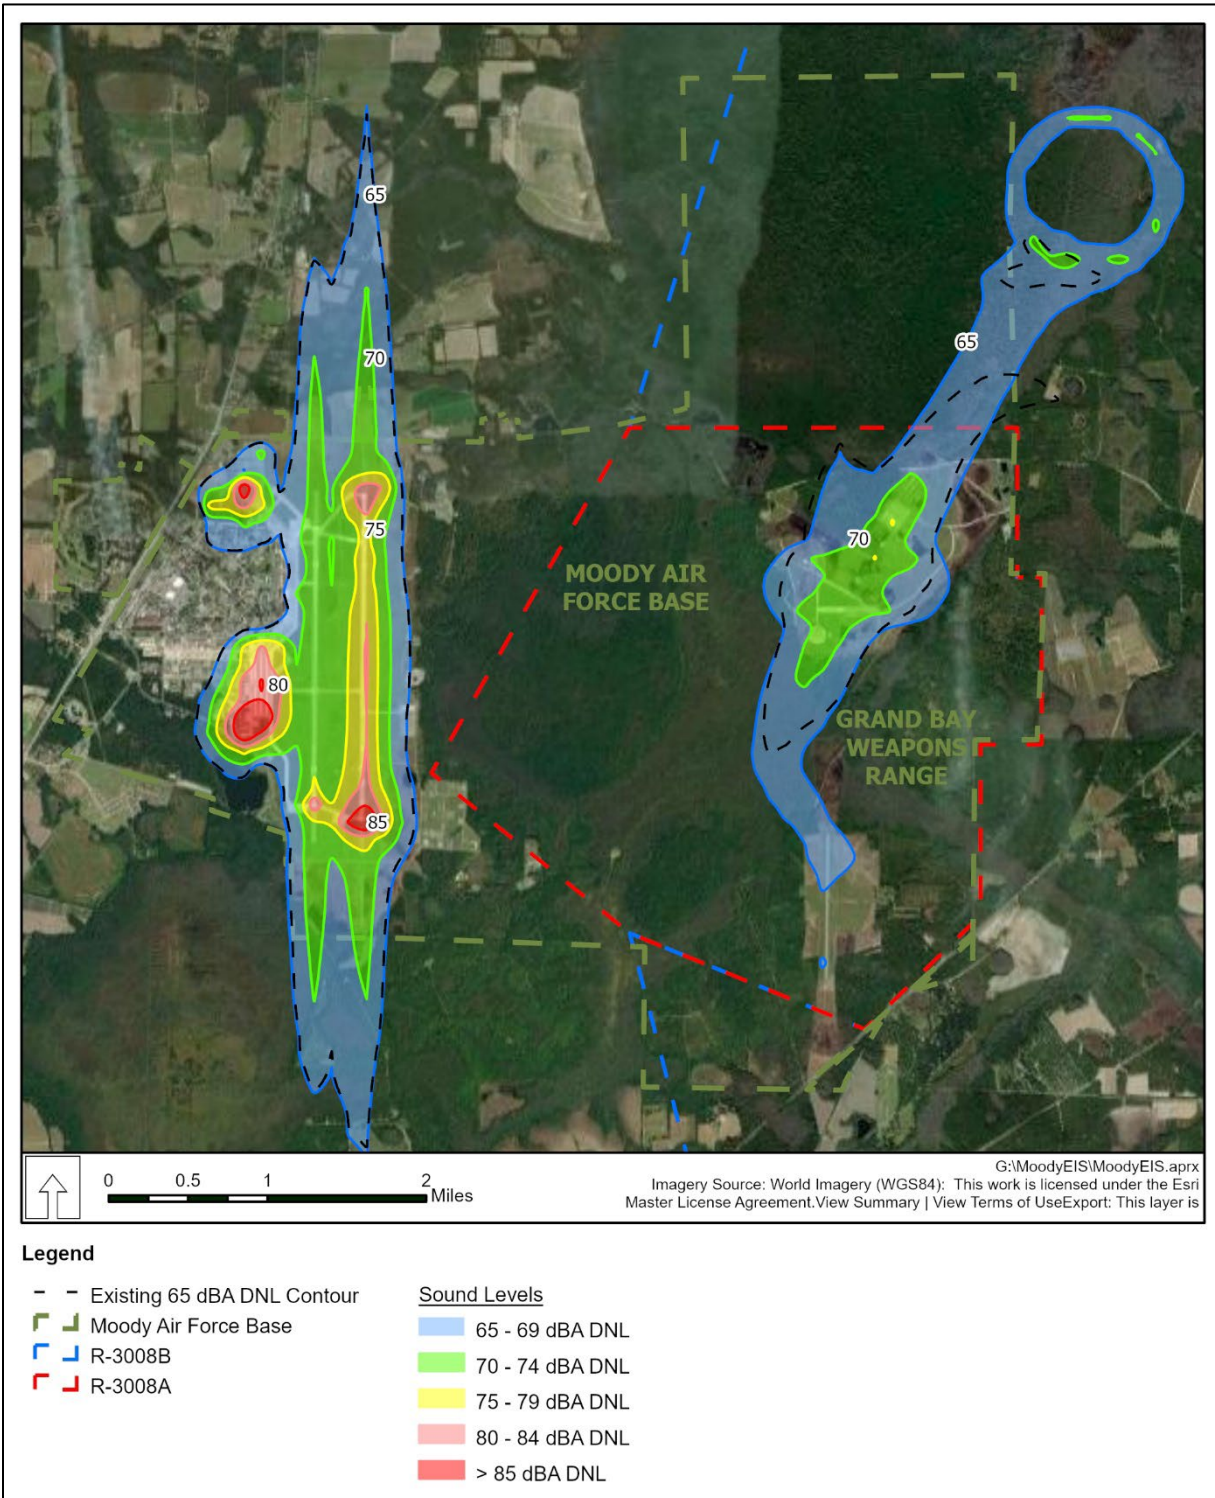 65
70
65
75
70
MOODY AIR
FORCE BASE
80
GRAND BAY
WEAPONS
RANGE
85
0 0.5 1 2
Miles
G:\MoodyEIS\MoodyEIS.aprx
Imagery Source: World Imagery (WGS84): This work is licensed under the Esri
Master License Agreement.View Summary | View Terms of UseExport: This layer is
Legend
Existing 65 dBA DNL Contour
Moody Air Force Base
R-3008B
R-3008A
Sound Levels
65 - 69 dBA DNL
70 - 74 dBA DNL
75 - 79 dBA DNL
80 - 84 dBA DNL
> 85 dBA DNL